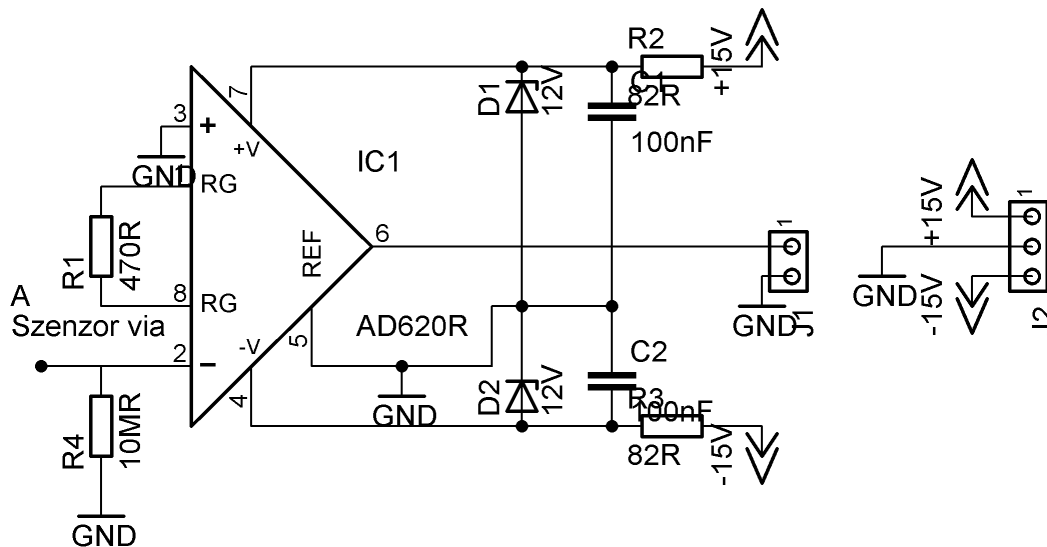 R2
+15V
C1
82R
7
D1
12V
100nF
3
+
+V
IC1
GND
1
RG
R1
470R
6
REF
1
J1
GND
+15V
1
GND
-15V
J2
A
Szenzor via
8
RG
AD620R
5
2
-
-V
4
GND
D2
12V
C2
R3
100nF
82R
-15V
R4
10MR
GND